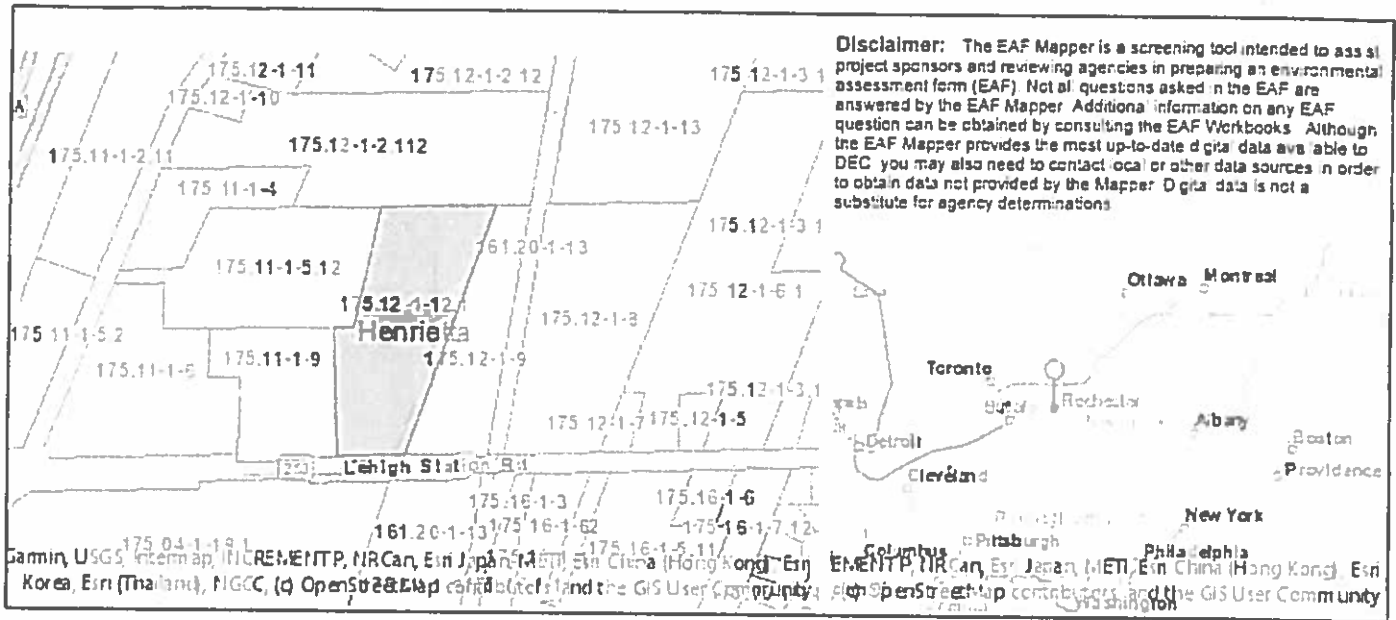 Disclaimer: The EAF Mapper is a screening tool intended to assist
project sponsors and reviewing agencies in preparing an environmental
assessment form (EAF). Not all questions asked in the EAF are
answered by the EAF Mapper. Additional information on any EAF
question can be obtained by consulting the EAF Workbooks. Although
the EAF Mapper provides the most up-to-date digital data available to
DEC, you may also need to contact local or other data sources in order
to obtain data not provided by the Mapper. Digital data is not a
substitute for agency determinations.
175.12-1-11
175.12-1-2.12
175.12-1-3.1
175.12-1-10
175.12-1-13
175.11-1-2.11
175.12-1-2.112
175.11-1-4
175.12-1-3.1
161.20-1-13
175.11-1-5.12
175.12-1-6.1
175.12-1-12
175.12-1-8
Henrietta
175.11-1-5.2
175.11-1-9
175.12-1-9
175.11-1-6
175.12-1-3.1
175.12-1-7
175.12-1-5
253
Lehigh Station Rd
175.16-1-3
175.16-1-6
161.20-1-13
175.16-1-62
175-16-1-7.12
175.04-1-19.1
175.16-1-5.11
Garmin, USGS, Intermap, INCREMENT P, NRCan, Esri Japan, METI, Esri China (Hong Kong), Esri
Korea, Esri (Thailand), NGCC, (c) OpenStreetMap contributors, and the GIS User Community
Ottawa
Montreal
Toronto
Rochester
Albany
Detroit
Boston
Cleveland
Providence
New York
Pittsburgh
Columbus
Philadelphia
EMENT P, NRCan, Esri Japan, METI, Esri China (Hong Kong), Esri
(c) OpenStreetMap contributors, and the GIS User Community
Washington